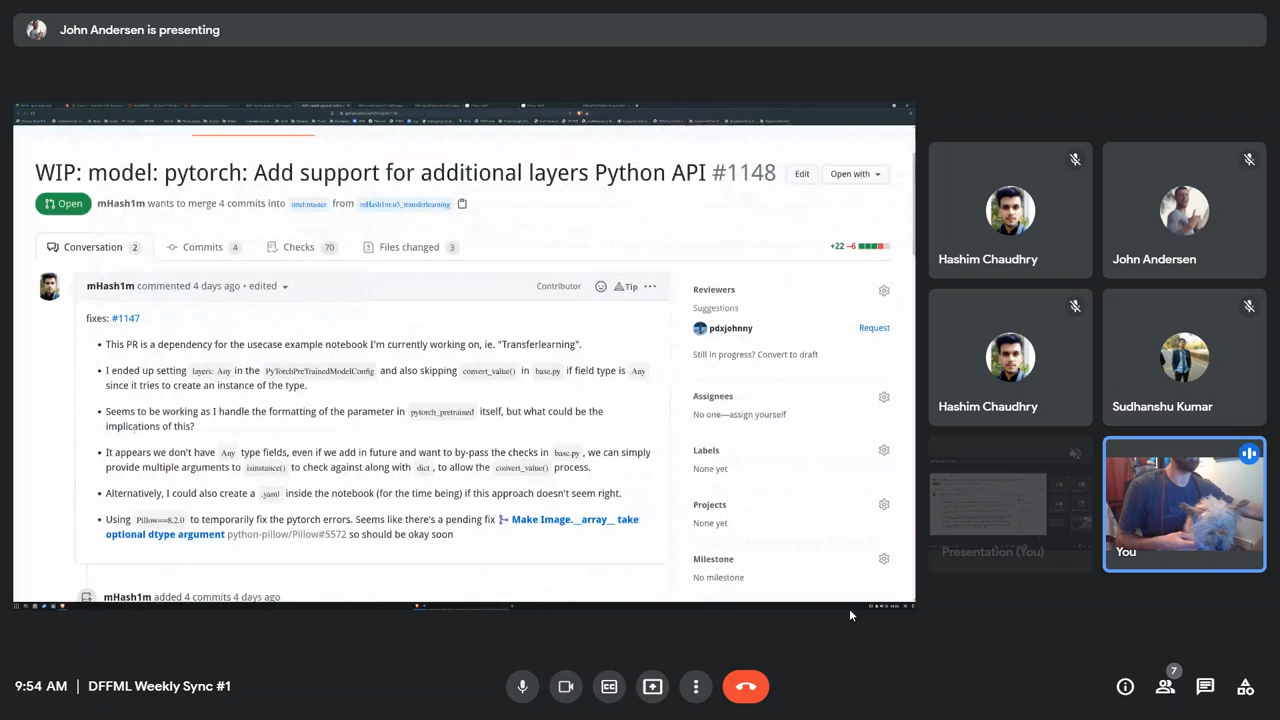 John Andersen is presenting
WIP: model: pytorch: Add support for additional layers Python API #1148
Edit
Open with
Open
mHash1m wants to merge 4 commits into intel:master from mHash1m:u5_transferlearning
Conversation 2
Commits 4
Checks 70
Files changed 3
+22 −6
mHash1m commented 4 days ago • edited
Contributor
Tip
fixes: #1147
• This PR is a dependency for the usecase example notebook I'm currently working on, ie. "Transferlearning".
• I ended up setting layers: Any in the PyTorchPreTrainedModelConfig and also skipping convert_value() in base.py if field type is Any
since it tries to create an instance of the type.
• Seems to be working as I handle the formatting of the parameter in pytorch_pretrained itself, but what could be the
implications of this?
• It appears we don't have Any type fields, even if we add in future and want to by-pass the checks in base.py, we can simply
provide multiple arguments to isinstance() to check against along with dict, to allow the convert_value() process.
• Alternatively, I could also create a .yaml inside the notebook (for the time being) if this approach doesn't seem right.
• Using Pillow==8.2.0 to temporarily fix the pytorch errors. Seems like there's a pending fix Make Image.__array__ take
optional dtype argument python-pillow/Pillow#5572 so should be okay soon
mHash1m added 4 commits 4 days ago
Reviewers
Suggestions
pdxjohnny
Request
Still in progress? Convert to draft
Assignees
No one—assign yourself
Labels
None yet
Projects
None yet
Milestone
No milestone
Hashim Chaudhry
John Andersen
Hashim Chaudhry
Sudhanshu Kumar
Presentation (You)
You
9:54 AM | DFFML Weekly Sync #1
7